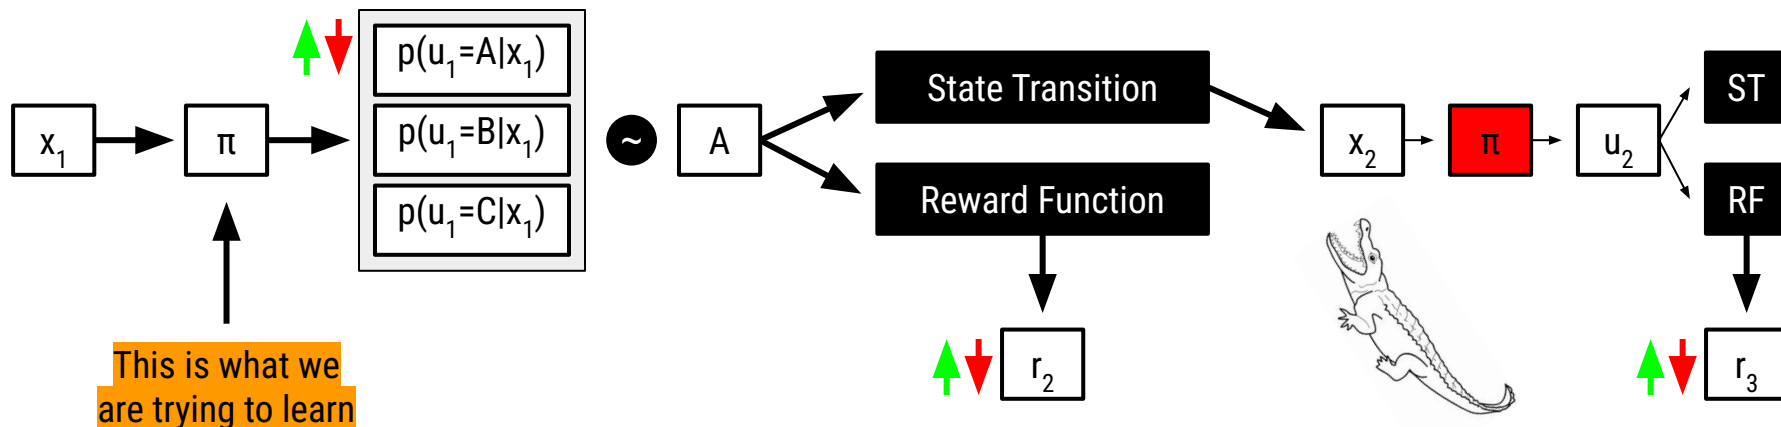 x₁
π
p(u₁=A|x₁)
p(u₁=B|x₁)
p(u₁=C|x₁)
~
A
State Transition
Reward Function
r₂
x₂
π
u₂
ST
RF
r₃
This is what we
are trying to learn